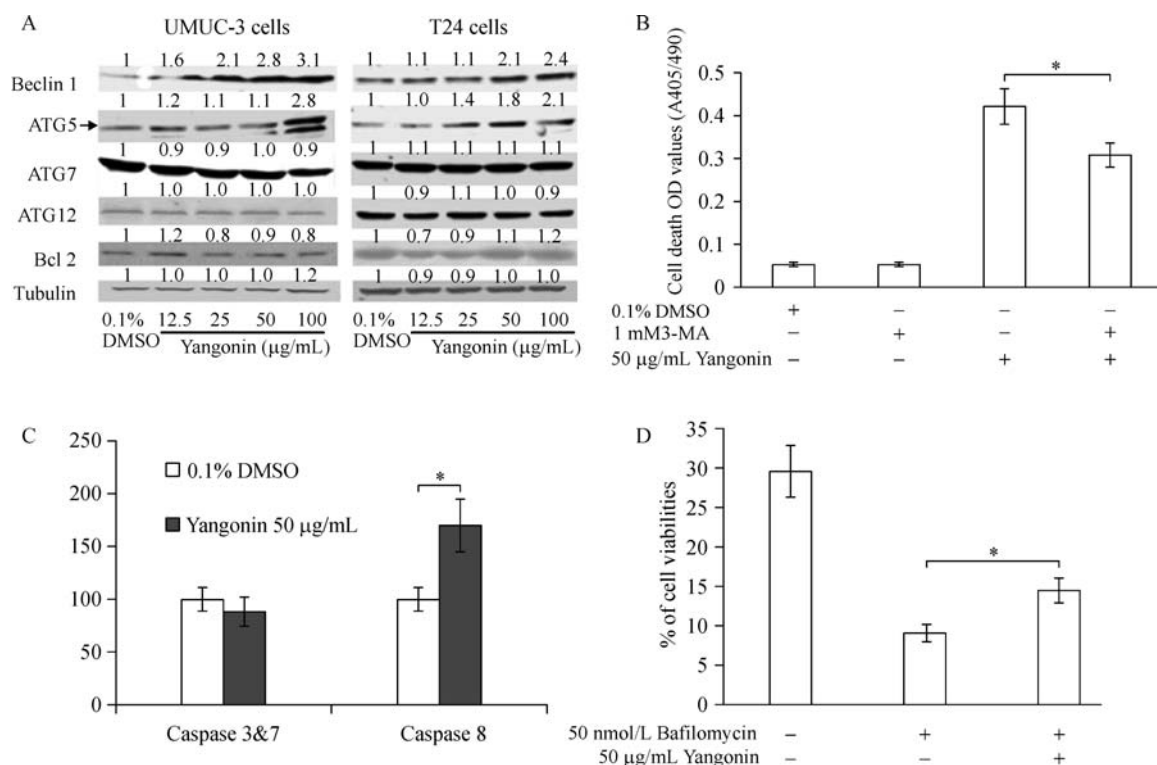 A
UMUC-3 cells T24 cells
1 1.6 2.1 2.8 3.1 1 1.1 1.1 2.1 2.4
Beclin 1
1 1.2 1.1 1.1 2.8 1 1.0 1.4 1.8 2.1
ATG5
1 0.9 0.9 1.0 0.9 1 1.1 1.1 1.1 1.1
ATG7
1 1.0 1.0 1.0 1.0 1 0.9 1.1 1.0 0.9
ATG12
1 1.2 0.8 0.9 0.8 1 0.7 0.9 1.1 1.2
Bcl 2
1 1.0 1.0 1.0 1.2 1 0.9 0.9 1.0 1.0
Tubulin
0.1% 12.5 25 50 100 0.1% 12.5 25 50 100
DMSO Yangonin (μg/mL) DMSO Yangonin (μg/mL)
B
Cell death OD values (A405/490)
0.5
0.4
0.3
0.2
0.1
0
*
0.1% DMSO + − − −
1 mM3-MA − + − +
50 μg/mL Yangonin − − + +
C
250
200
150
100
50
0
0.1% DMSO
Yangonin 50 μg/mL
*
Caspase 3&7 Caspase 8
D
% of cell viabilities
35
30
25
20
15
10
5
0
*
50 nmol/L Bafilomycin − + +
50 μg/mL Yangonin − − +